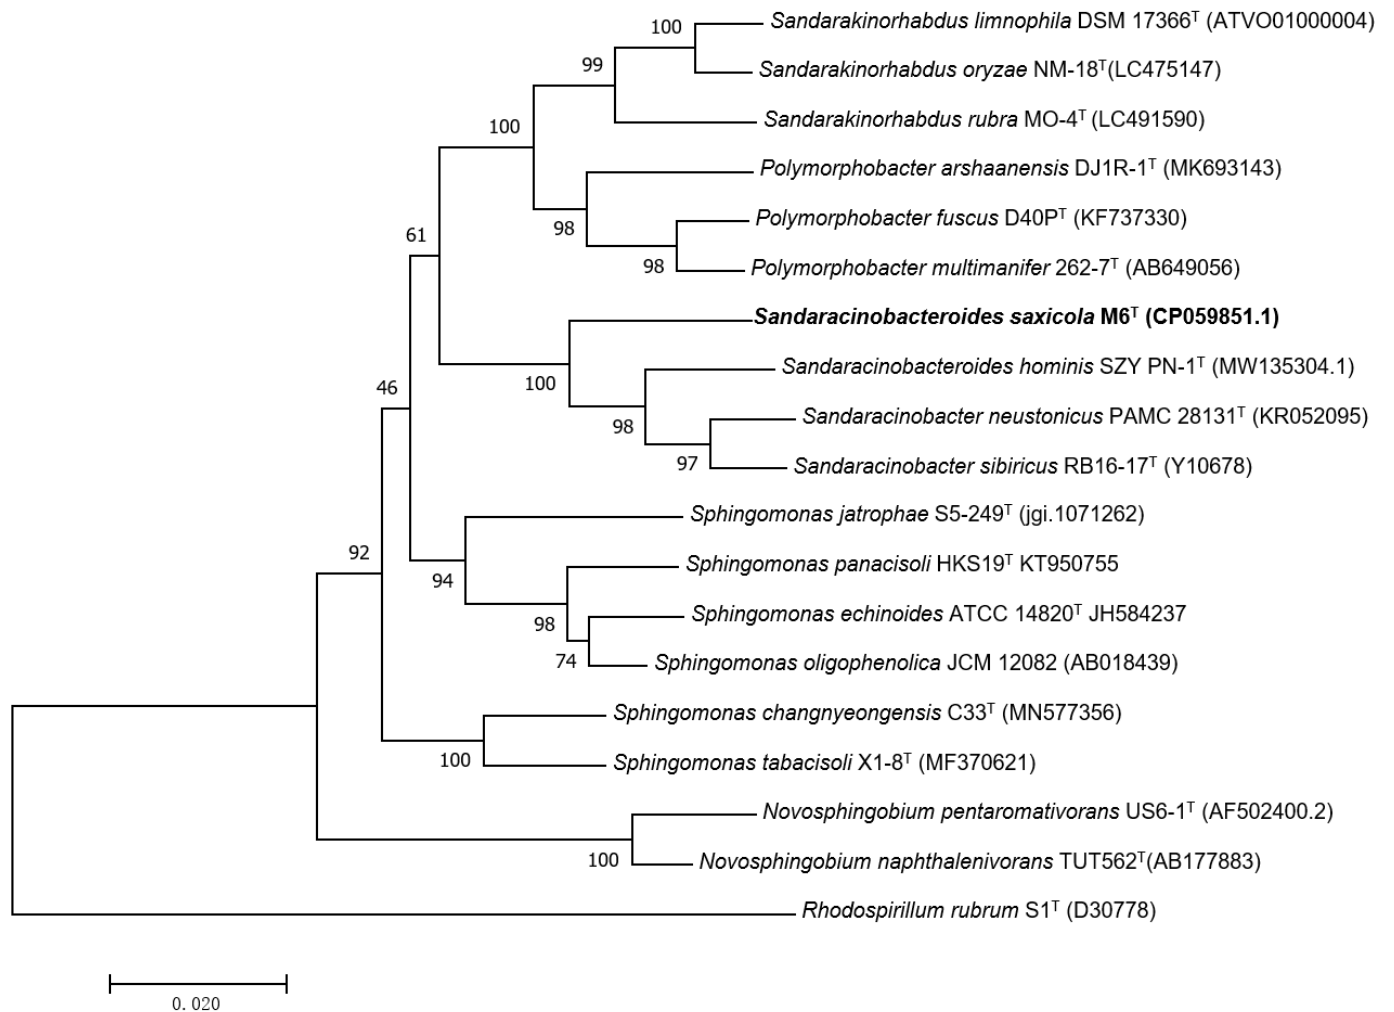 Sandarakinorhabdus limnophila DSM 17366ᵀ (ATVO01000004)
100
Sandarakinorhabdus oryzae NM-18ᵀ(LC475147)
99
Sandarakinorhabdus rubra MO-4ᵀ (LC491590)
100
Polymorphobacter arshaanensis DJ1R-1ᵀ (MK693143)
Polymorphobacter fuscus D40Pᵀ (KF737330)
98
61
Polymorphobacter multimanifer 262-7ᵀ (AB649056)
98
Sandaracinobacteroides saxicola M6ᵀ (CP059851.1)
Sandaracinobacteroides hominis SZY PN-1ᵀ (MW135304.1)
100
46
Sandaracinobacter neustonicus PAMC 28131ᵀ (KR052095)
98
Sandaracinobacter sibiricus RB16-17ᵀ (Y10678)
97
Sphingomonas jatrophae S5-249ᵀ (jgi.1071262)
92
Sphingomonas panacisoli HKS19ᵀ KT950755
94
Sphingomonas echinoides ATCC 14820ᵀ JH584237
98
Sphingomonas oligophenolica JCM 12082 (AB018439)
74
Sphingomonas changnyeongensis C33ᵀ (MN577356)
100
Sphingomonas tabacisoli X1-8ᵀ (MF370621)
Novosphingobium pentaromativorans US6-1ᵀ (AF502400.2)
100
Novosphingobium naphthalenivorans TUT562ᵀ(AB177883)
Rhodospirillum rubrum S1ᵀ (D30778)
0.020